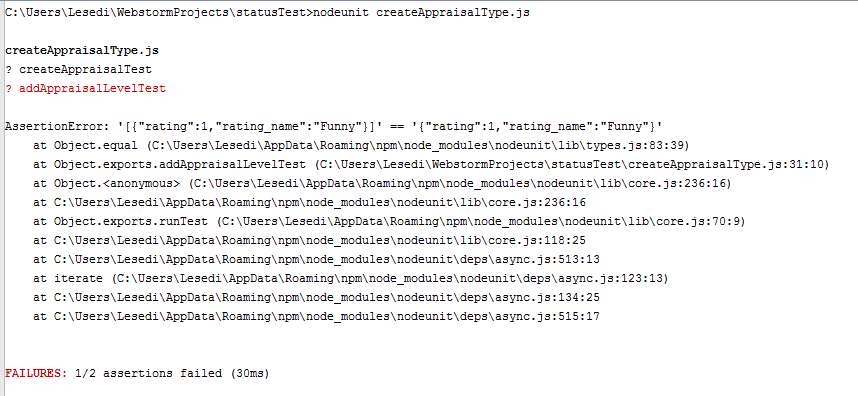 C:\Users\Lesedi\WebstormProjects\statusTest>nodeunit createAppraisalType.js
createAppraisalType.js
? createAppraisalTest
? addAppraisalLevelTest
AssertionError: '[{"rating":1,"rating_name":"Funny"}]' == '{"rating":1,"rating_name":"Funny"}'
at Object.equal (C:\Users\Lesedi\AppData\Roaming\npm\node_modules\nodeunit\lib\types.js:83:39)
at Object.exports.addAppraisalLevelTest (C:\Users\Lesedi\WebstormProjects\statusTest\createAppraisalType.js:31:10)
at Object.<anonymous> (C:\Users\Lesedi\AppData\Roaming\npm\node_modules\nodeunit\lib\core.js:236:16)
at C:\Users\Lesedi\AppData\Roaming\npm\node_modules\nodeunit\lib\core.js:236:16
at Object.exports.runTest (C:\Users\Lesedi\AppData\Roaming\npm\node_modules\nodeunit\lib\core.js:70:9)
at C:\Users\Lesedi\AppData\Roaming\npm\node_modules\nodeunit\lib\core.js:118:25
at C:\Users\Lesedi\AppData\Roaming\npm\node_modules\nodeunit\deps\async.js:513:13
at iterate (C:\Users\Lesedi\AppData\Roaming\npm\node_modules\nodeunit\deps\async.js:123:13)
at C:\Users\Lesedi\AppData\Roaming\npm\node_modules\nodeunit\deps\async.js:134:25
at C:\Users\Lesedi\AppData\Roaming\npm\node_modules\nodeunit\deps\async.js:515:17
FAILURES: 1/2 assertions failed (30ms)